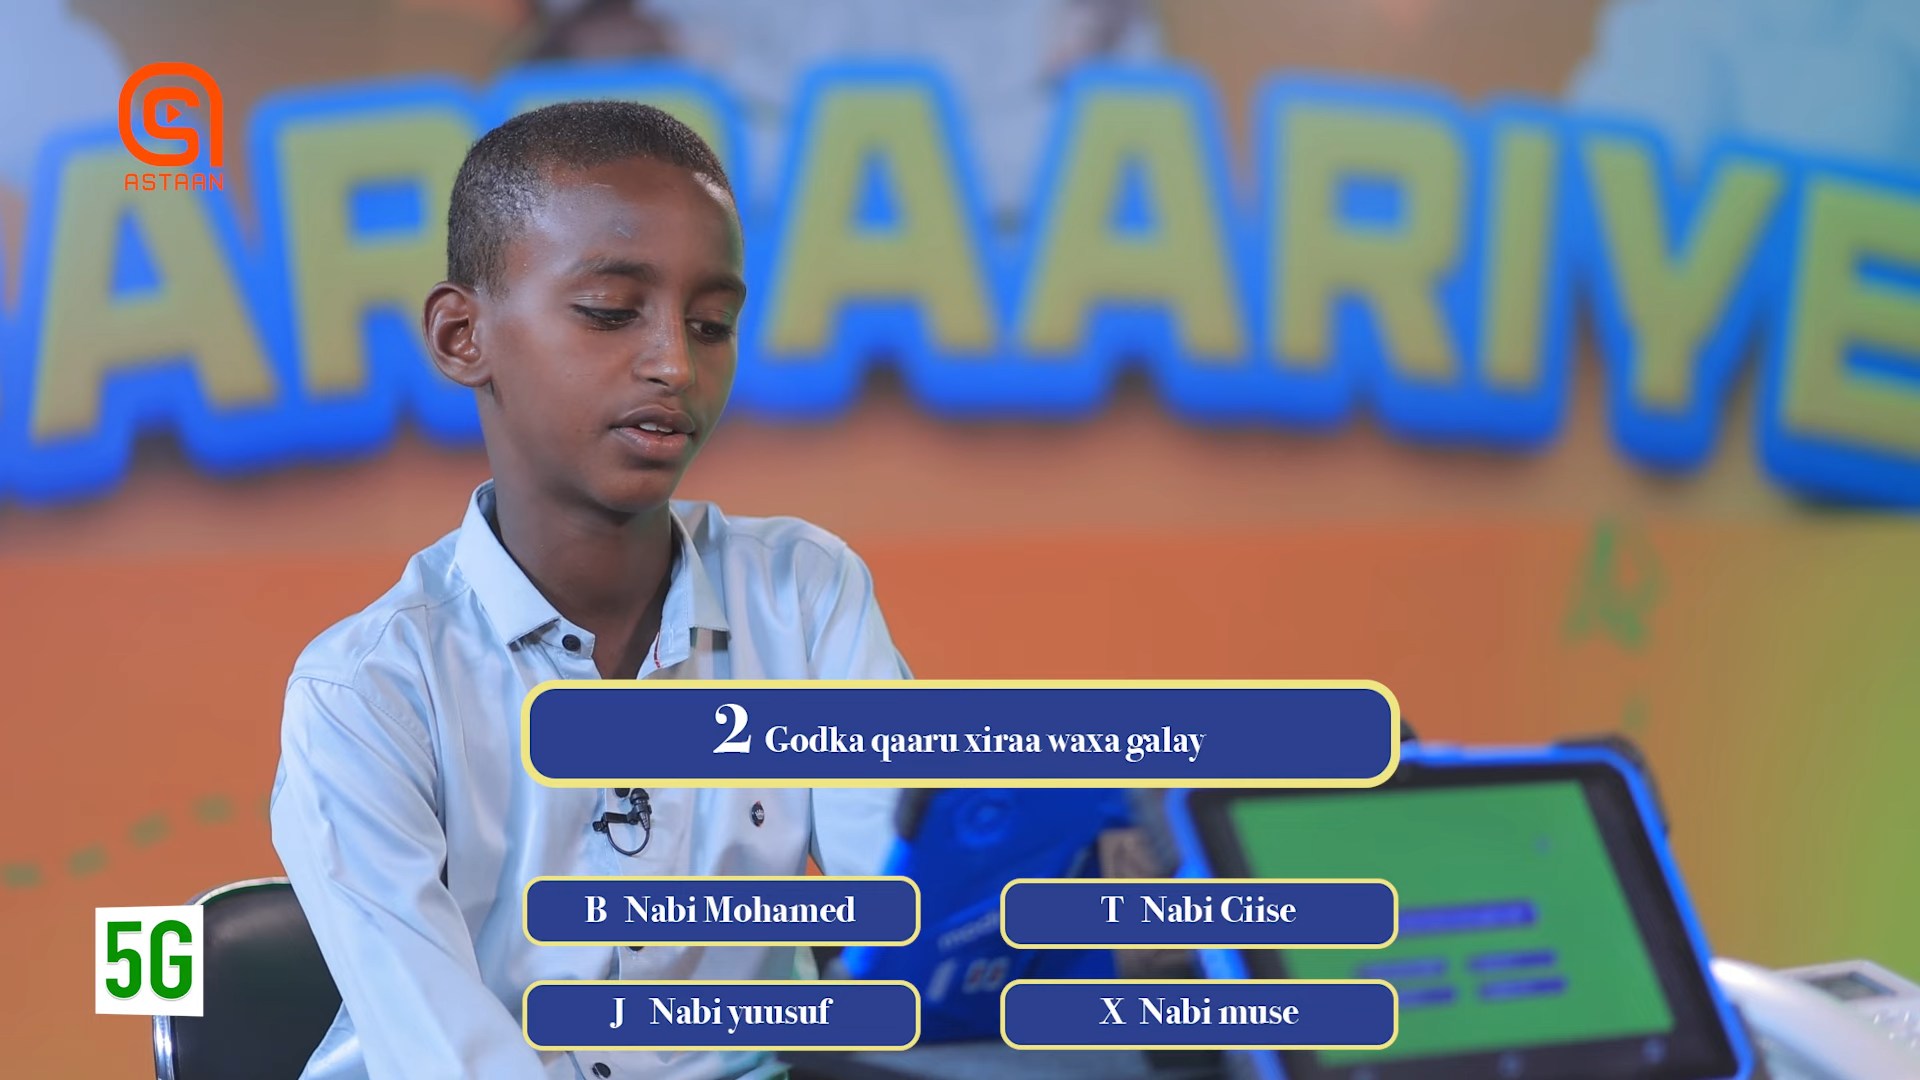 ASTAAN
2 Godka qaaru xiraa waxa galay
B Nabi Mohamed
T Nabi Ciise
J Nabi yuusuf
X Nabi muse
5G